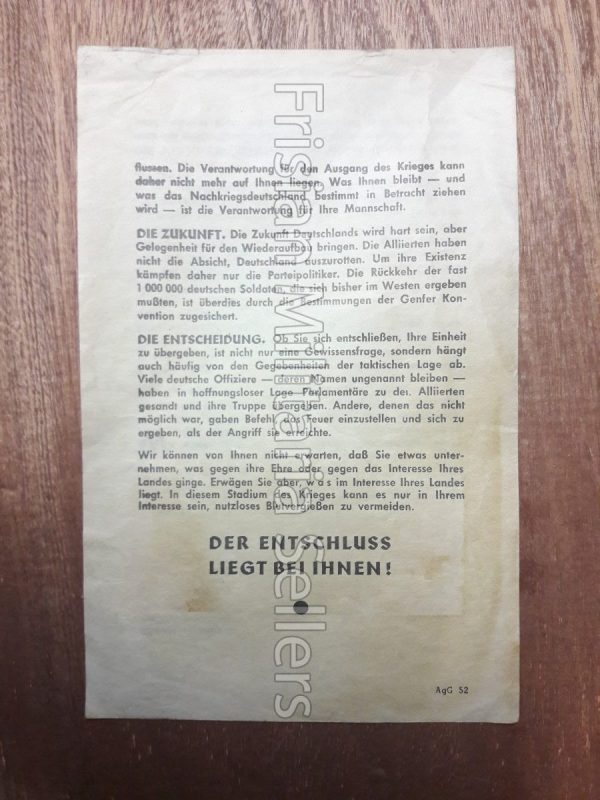 flussen. Die Verantwortung für den Ausgang des Krieges kann
daher nicht mehr auf Ihnen liegen. Was Ihnen bleibt — und
was das Nachkriegsdeutschland bestimmt in Betracht ziehen
wird — ist die Verantwortung für Ihre Mannschaft.
DIE ZUKUNFT. Die Zukunft Deutschlands wird hart sein, aber
Gelegenheit für den Wiederaufbau bringen. Die Alliierten haben
nicht die Absicht, Deutschland auszurotten. Um ihre Existenz
kämpfen daher nur die Parteipolitiker. Die Rückkehr der fast
1 000 000 deutschen Soldaten, die sich bisher im Westen ergeben
mußten, ist überdies durch die Bestimmungen der Genfer Kon-
vention zugesichert.
DIE ENTSCHEIDUNG. Ob Sie sich entschließen, Ihre Einheit
zu übergeben, ist nicht nur eine Gewissensfrage, sondern hängt
auch häufig von den Gegebenheiten der taktischen Lage ab.
Viele deutsche Offiziere — deren Namen ungenannt bleiben —
haben in hoffnungsloser Lage Parlamentäre zu den Alliierten
gesandt und ihre Truppe übergeben. Andere, denen das nicht
möglich war, gaben Befehl, das Feuer einzustellen und sich zu
ergeben, als der Angriff sie erreichte.
Wir können von Ihnen nicht erwarten, daß Sie etwas unter-
nehmen, was gegen ihre Ehre oder gegen das Interesse Ihres
Landes ginge. Erwägen Sie aber, was im Interesse Ihres Landes
liegt. In diesem Stadium des Krieges kann es nur in Ihrem
Interesse sein, nutzloses Blutvergießen zu vermeiden.
DER ENTSCHLUSS
LIEGT BEI IHNEN!
AgG 52
Frisian Militaria Sellers